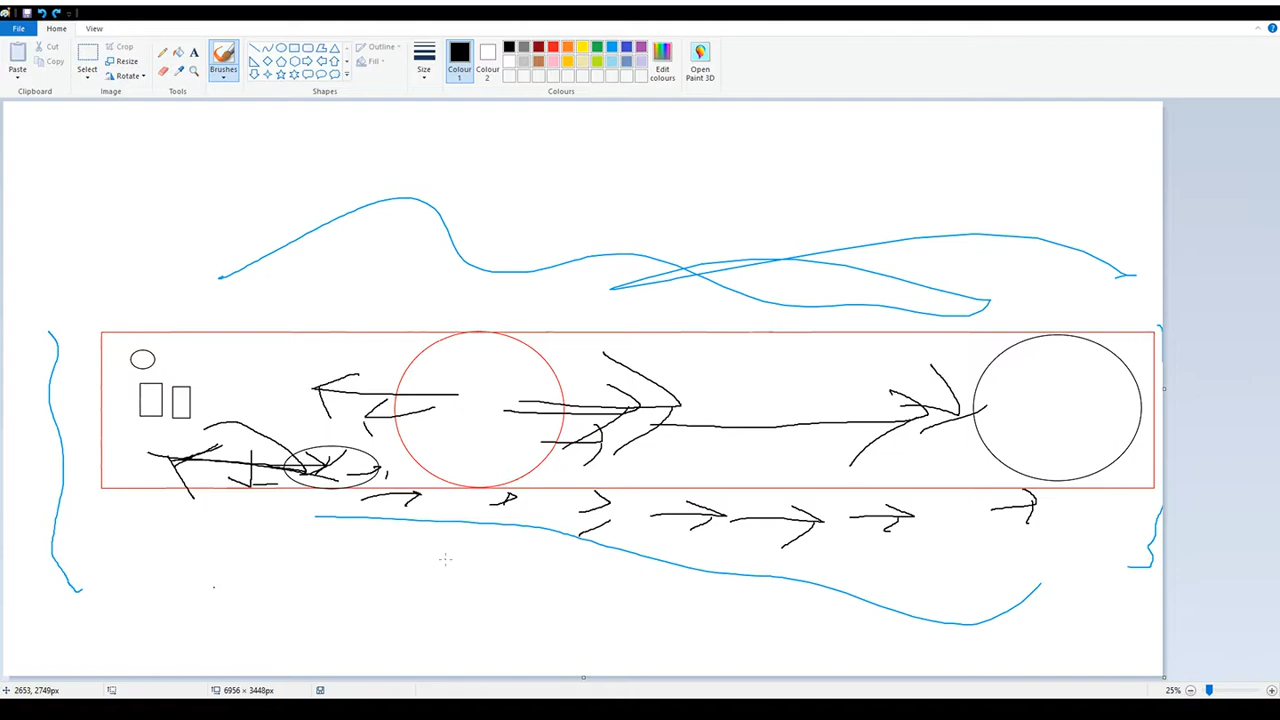 File Home View
Paste
Cut
Copy
Clipboard
Select
Crop
Resize
Rotate
Image
Tools
Brushes
Outline
Fill
Shapes
Size
Colour 1
Colour 2
Edit colours
Open Paint 3D
Colours
2653, 2749px
6956 × 3448px
25%